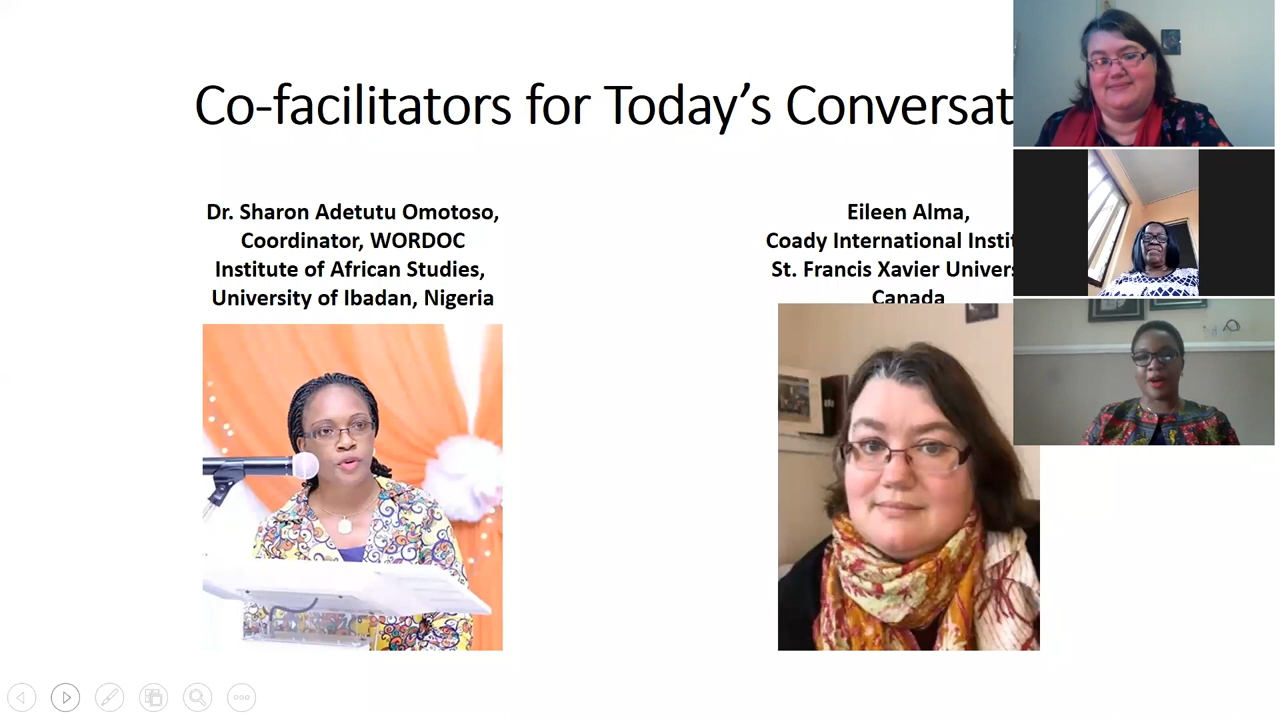 Co-facilitators for Today’s Conversat
Dr. Sharon Adetutu Omotoso,
Coordinator, WORDOC
Institute of African Studies,
University of Ibadan, Nigeria
Eileen Alma,
Coady International Instit
St. Francis Xavier Univers
Canada